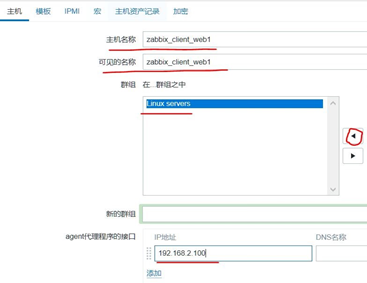 主机 模板 IPMI 宏 主机资产记录 加密
主机名称 zabbix_client_web1
可见的名称 zabbix_client_web1
群组 在...群组之中
Linux servers
新的群组
agent代理程序的接口 IP地址 DNS名称
192.168.2.100
添加